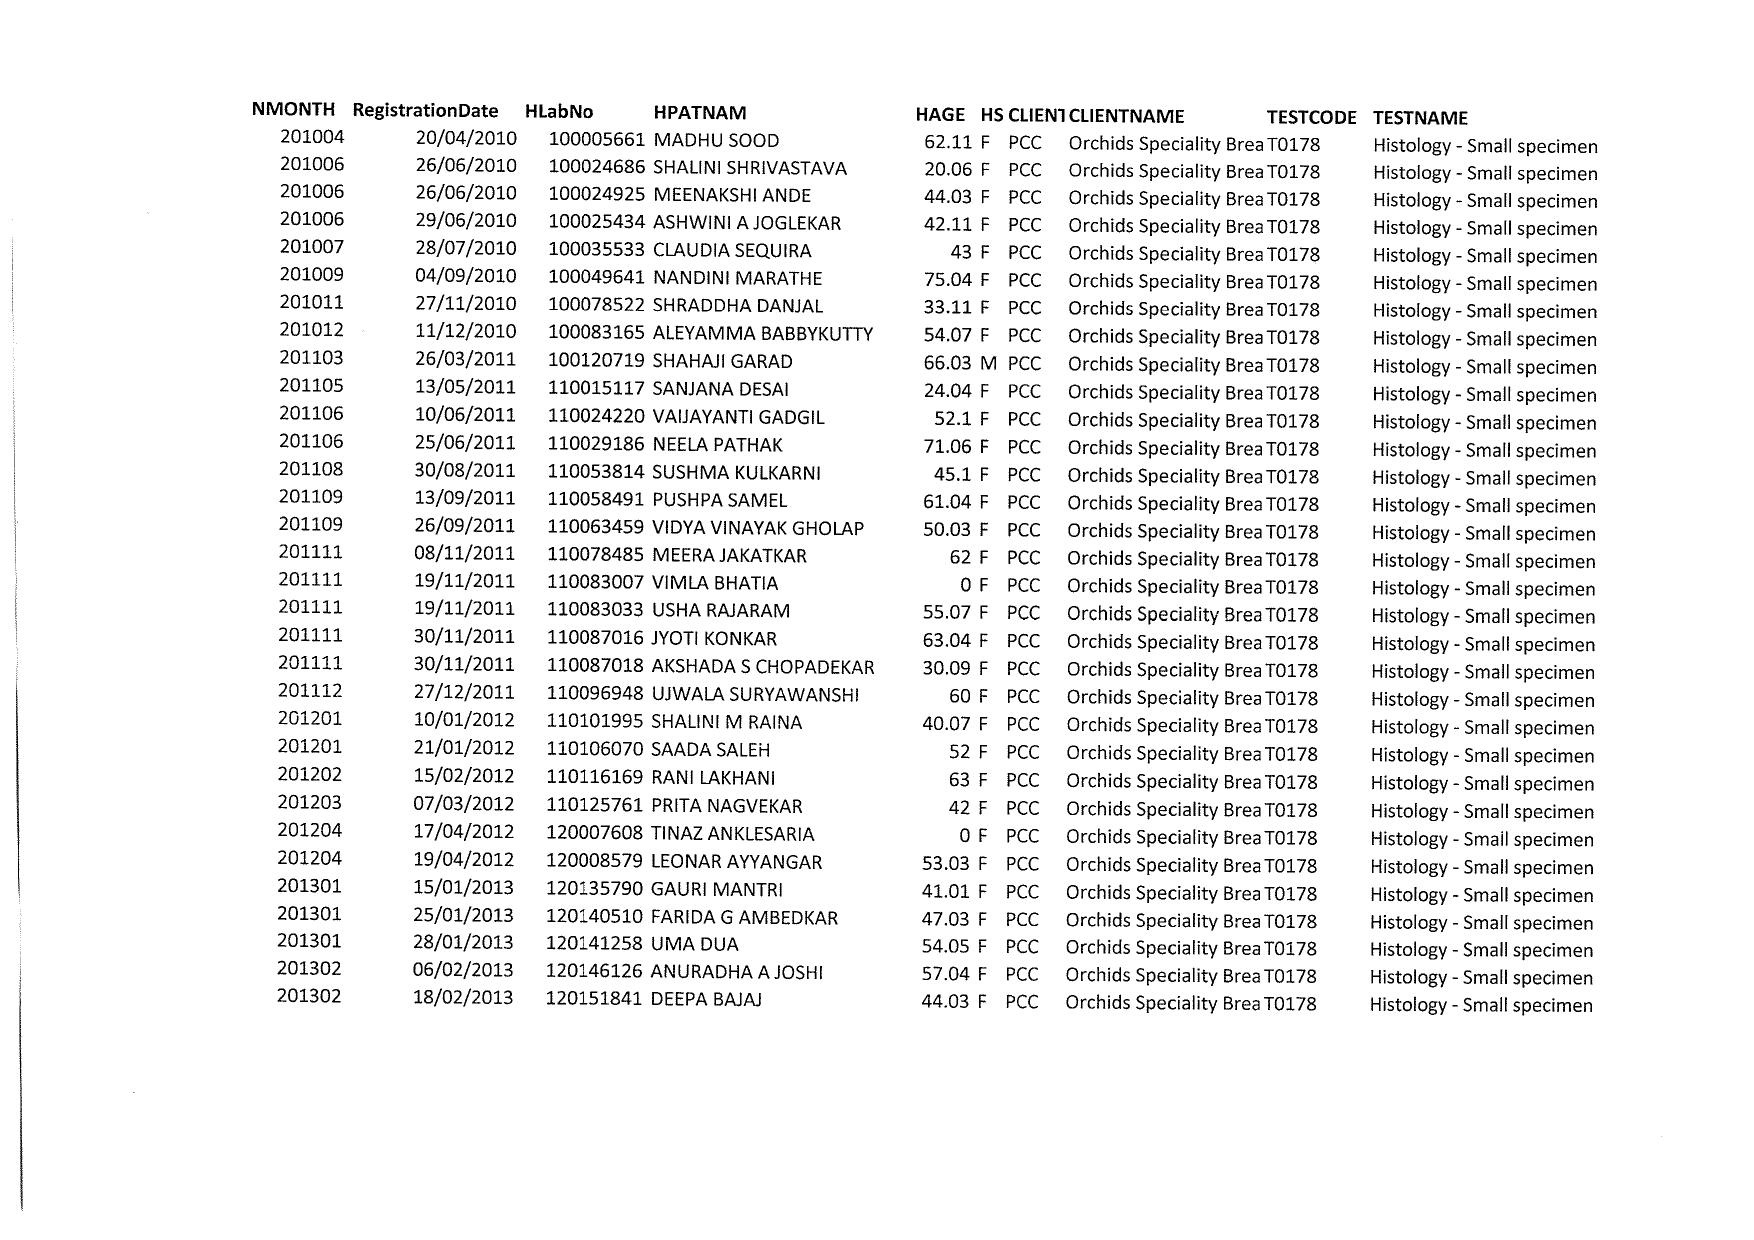 NMONTH RegistrationDate HLabNo HPATNAM HAGE HS CLIENT CLIENTNAME TESTCODE TESTNAME
201004 20/04/2010 100005661 MADHU SOOD 62.11 F PCC Orchids Speciality Brea T0178 Histology - Small specimen
201006 26/06/2010 100024686 SHALINI SHRIVASTAVA 20.06 F PCC Orchids Speciality Brea T0178 Histology - Small specimen
201006 26/06/2010 100024925 MEENAKSHI ANDE 44.03 F PCC Orchids Speciality Brea T0178 Histology - Small specimen
201006 29/06/2010 100025434 ASHWINI A JOGLEKAR 42.11 F PCC Orchids Speciality Brea T0178 Histology - Small specimen
201007 28/07/2010 100035533 CLAUDIA SEQUIRA 43 F PCC Orchids Speciality Brea T0178 Histology - Small specimen
201009 04/09/2010 100049641 NANDINI MARATHE 75.04 F PCC Orchids Speciality Brea T0178 Histology - Small specimen
201011 27/11/2010 100078522 SHRADDHA DANJAL 33.11 F PCC Orchids Speciality Brea T0178 Histology - Small specimen
201012 11/12/2010 100083165 ALEYAMMA BABBYKUTTY 54.07 F PCC Orchids Speciality Brea T0178 Histology - Small specimen
201103 26/03/2011 100120719 SHAHAJI GARAD 66.03 M PCC Orchids Speciality Brea T0178 Histology - Small specimen
201105 13/05/2011 110015117 SANJANA DESAI 24.04 F PCC Orchids Speciality Brea T0178 Histology - Small specimen
201106 10/06/2011 110024220 VAIJAYANTI GADGIL 52.1 F PCC Orchids Speciality Brea T0178 Histology - Small specimen
201106 25/06/2011 110029186 NEELA PATHAK 71.06 F PCC Orchids Speciality Brea T0178 Histology - Small specimen
201108 30/08/2011 110053814 SUSHMA KULKARNI 45.1 F PCC Orchids Speciality Brea T0178 Histology - Small specimen
201109 13/09/2011 110058491 PUSHPA SAMEL 61.04 F PCC Orchids Speciality Brea T0178 Histology - Small specimen
201109 26/09/2011 110063459 VIDYA VINAYAK GHOLAP 50.03 F PCC Orchids Speciality Brea T0178 Histology - Small specimen
201111 08/11/2011 110078485 MEERA JAKATKAR 62 F PCC Orchids Speciality Brea T0178 Histology - Small specimen
201111 19/11/2011 110083007 VIMLA BHATIA 0 F PCC Orchids Speciality Brea T0178 Histology - Small specimen
201111 19/11/2011 110083033 USHA RAJARAM 55.07 F PCC Orchids Speciality Brea T0178 Histology - Small specimen
201111 30/11/2011 110087016 JYOTI KONKAR 63.04 F PCC Orchids Speciality Brea T0178 Histology - Small specimen
201111 30/11/2011 110087018 AKSHADA S CHOPADEKAR 30.09 F PCC Orchids Speciality Brea T0178 Histology - Small specimen
201112 27/12/2011 110096948 UJWALA SURYAWANSHI 60 F PCC Orchids Speciality Brea T0178 Histology - Small specimen
201201 10/01/2012 110101995 SHALINI M RAINA 40.07 F PCC Orchids Speciality Brea T0178 Histology - Small specimen
201201 21/01/2012 110106070 SAADA SALEH 52 F PCC Orchids Speciality Brea T0178 Histology - Small specimen
201202 15/02/2012 110116169 RANI LAKHANI 63 F PCC Orchids Speciality Brea T0178 Histology - Small specimen
201203 07/03/2012 110125761 PRITA NAGVEKAR 42 F PCC Orchids Speciality Brea T0178 Histology - Small specimen
201204 17/04/2012 120007608 TINAZ ANKLESARIA 0 F PCC Orchids Speciality Brea T0178 Histology - Small specimen
201204 19/04/2012 120008579 LEONAR AYYANGAR 53.03 F PCC Orchids Speciality Brea T0178 Histology - Small specimen
201301 15/01/2013 120135790 GAURI MANTRI 41.01 F PCC Orchids Speciality Brea T0178 Histology - Small specimen
201301 25/01/2013 120140510 FARIDA G AMBEDKAR 47.03 F PCC Orchids Speciality Brea T0178 Histology - Small specimen
201301 28/01/2013 120141258 UMA DUA 54.05 F PCC Orchids Speciality Brea T0178 Histology - Small specimen
201302 06/02/2013 120146126 ANURADHA A JOSHI 57.04 F PCC Orchids Speciality Brea T0178 Histology - Small specimen
201302 18/02/2013 120151841 DEEPA BAJAJ 44.03 F PCC Orchids Speciality Brea T0178 Histology - Small specimen